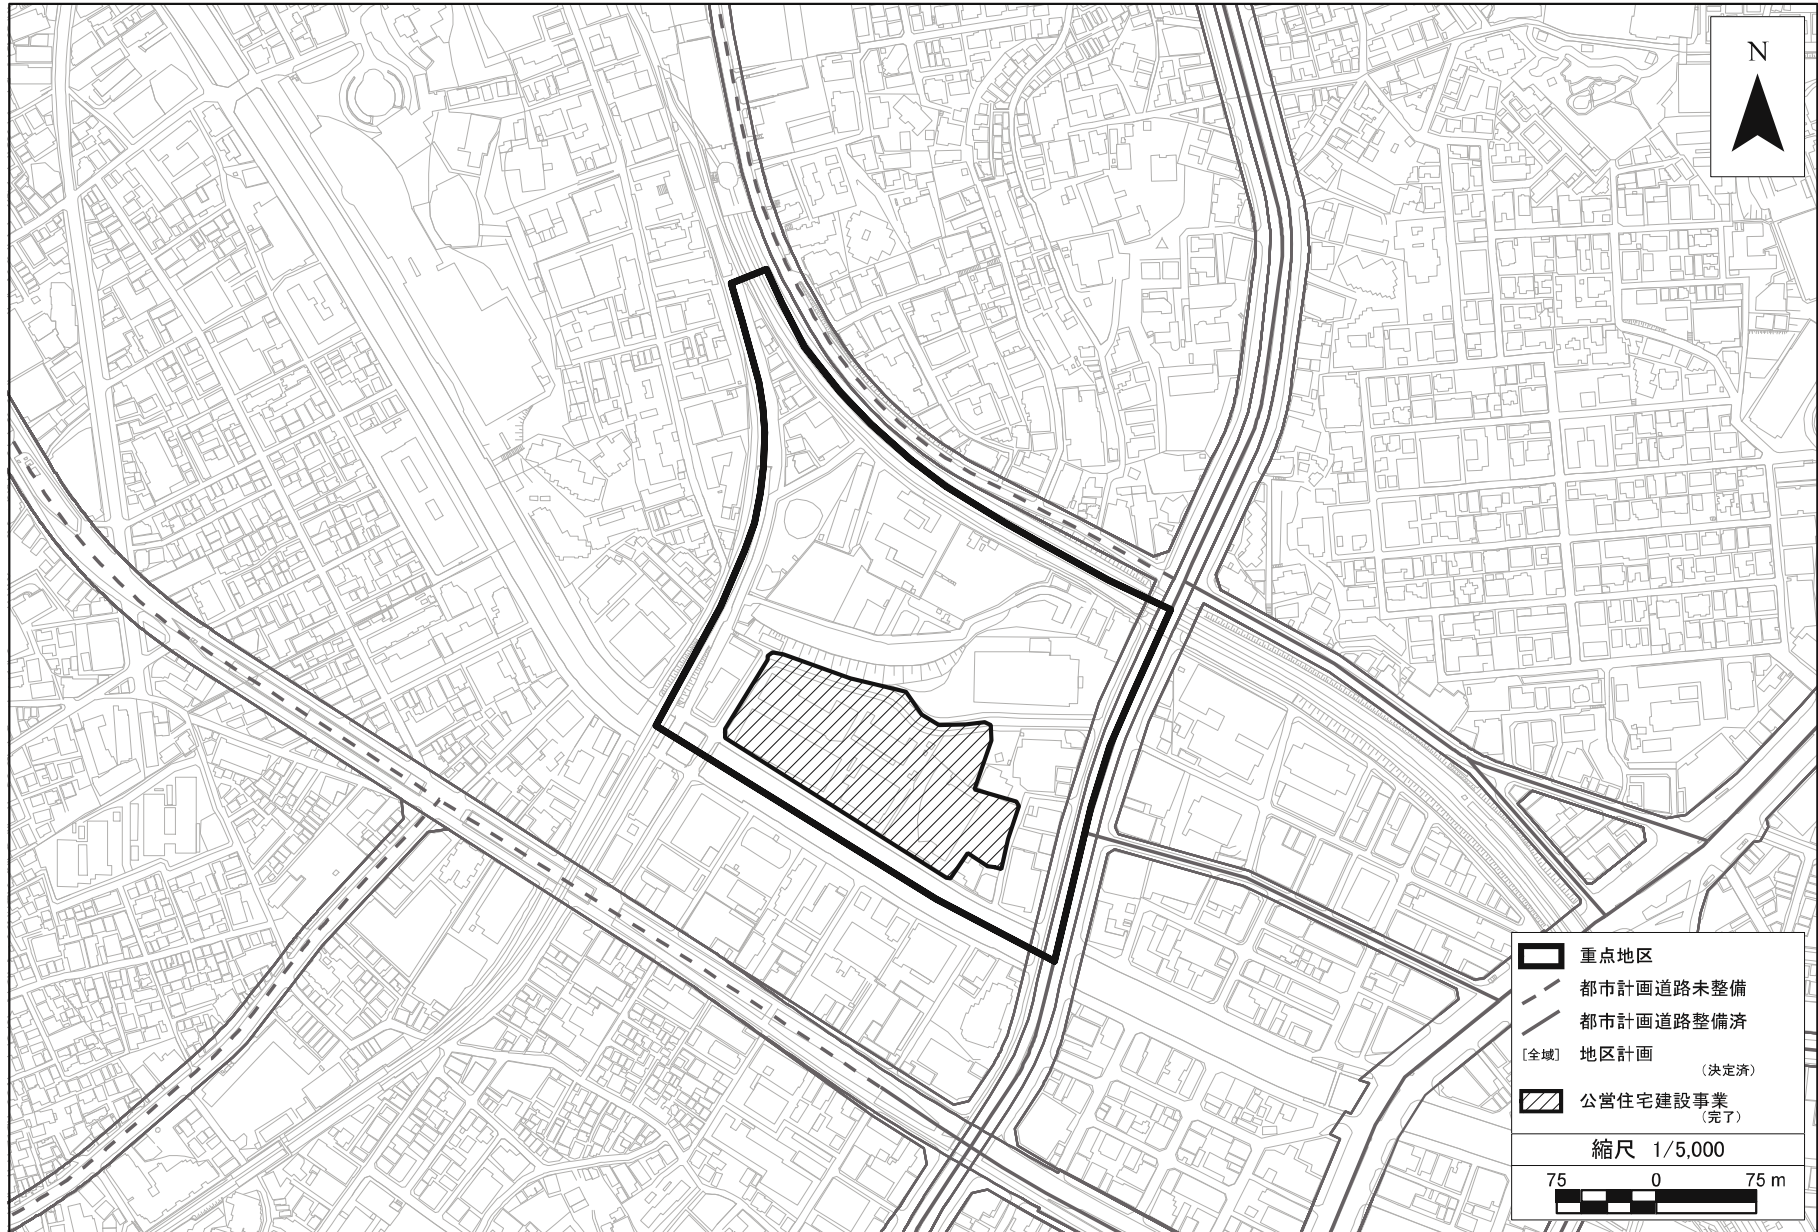 N
重点地区
都市計画道路未整備
都市計画道路整備済
[全域] 地区計画
(決定済)
公営住宅建設事業
(完了)
縮尺 1/5,000
75 0 75 m